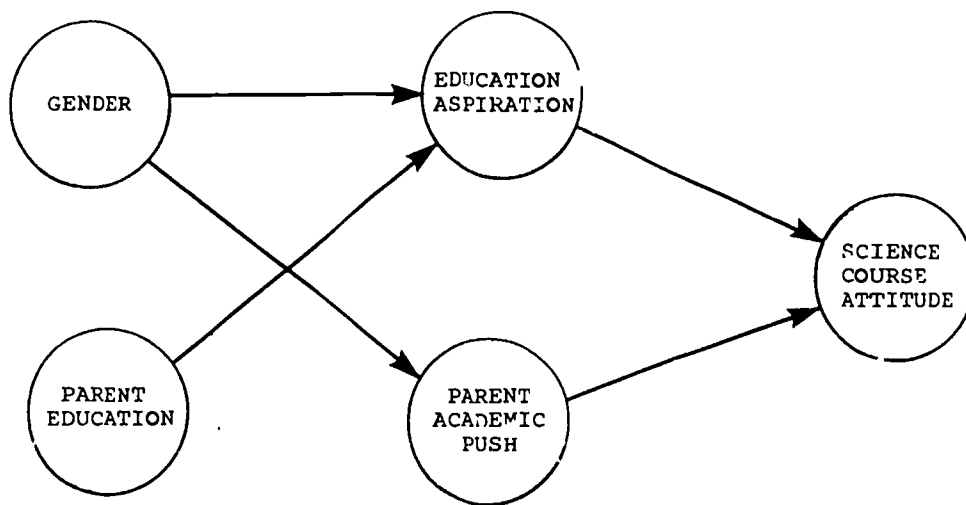 GENDER
EDUCATION
ASPIRATION
SCIENCE
COURSE
ATTITUDE
PARENT
EDUCATION
PARENT
ACADEMIC
PUSH